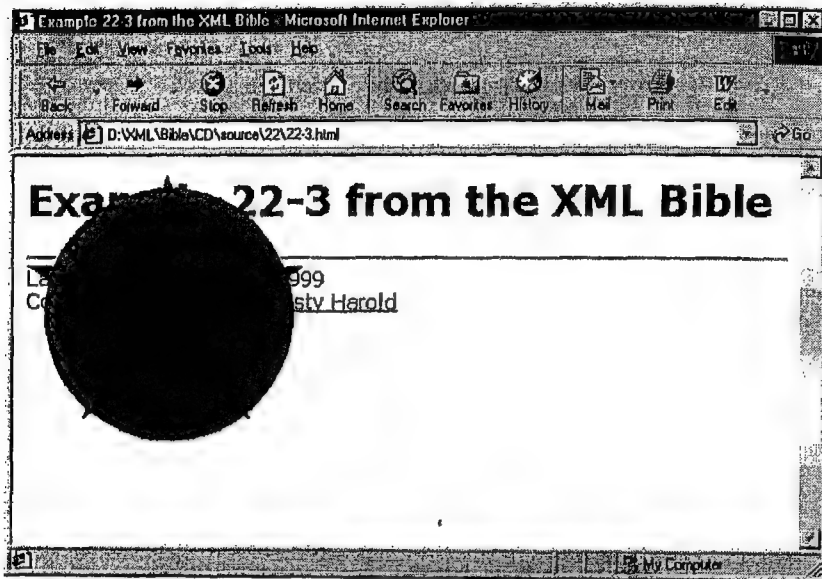 Example 22-3 from the XML Bible - Microsoft Internet Explorer
File Edit View Favorites Tools Help
Back Forward Stop Refresh Home Search Favorites History Mail Print Edit
Address D:\XML\Bible\CD\source\22\22-3.html Go
Exa 22-3 from the XML Bible
La 999
Co sty Harold
My Computer